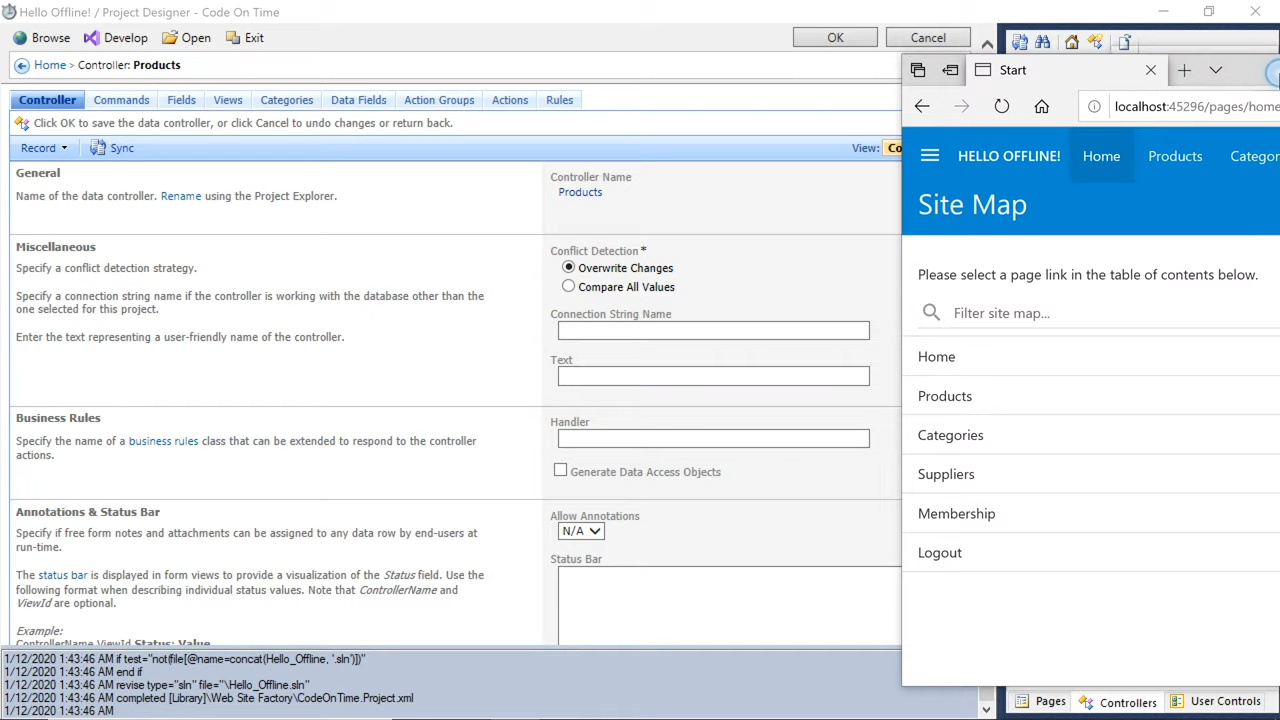 Hello Offline! / Project Designer - Code On Time
Browse Develop Open Exit OK Cancel
Home > Controller: Products
Controller Commands Fields Views Categories Data Fields Action Groups Actions Rules
Click OK to save the data controller, or click Cancel to undo changes or return back.
Record Sync View: Co
General
Name of the data controller. Rename using the Project Explorer.
Controller Name
Products
Miscellaneous
Specify a conflict detection strategy.
Specify a connection string name if the controller is working with the database other than the
one selected for this project.
Enter the text representing a user-friendly name of the controller.
Conflict Detection *
Overwrite Changes
Compare All Values
Connection String Name
Text
Business Rules
Specify the name of a business rules class that can be extended to respond to the controller
actions.
Handler
Generate Data Access Objects
Annotations & Status Bar
Specify if free form notes and attachments can be assigned to any data row by end-users at
run-time.
The status bar is displayed in form views to provide a visualization of the Status field. Use the
following format when describing individual status values. Note that ControllerName and
ViewId are optional.
Example:
ControllerName.ViewId.Status: Value
Allow Annotations
N/A
Status Bar
1/12/2020 1:43:46 AM if test="not(file[@name=concat(Hello_Offline, '.sln')])"
1/12/2020 1:43:46 AM end if
1/12/2020 1:43:46 AM revise type="sln" file="\Hello_Offline.sln"
1/12/2020 1:43:46 AM completed [Library]\Web Site Factory\CodeOnTime.Project.xml
1/12/2020 1:43:46 AM
Start
localhost:45296/pages/home
HELLO OFFLINE! Home Products Categor
Site Map
Please select a page link in the table of contents below.
Filter site map...
Home
Products
Categories
Suppliers
Membership
Logout
Pages Controllers User Controls